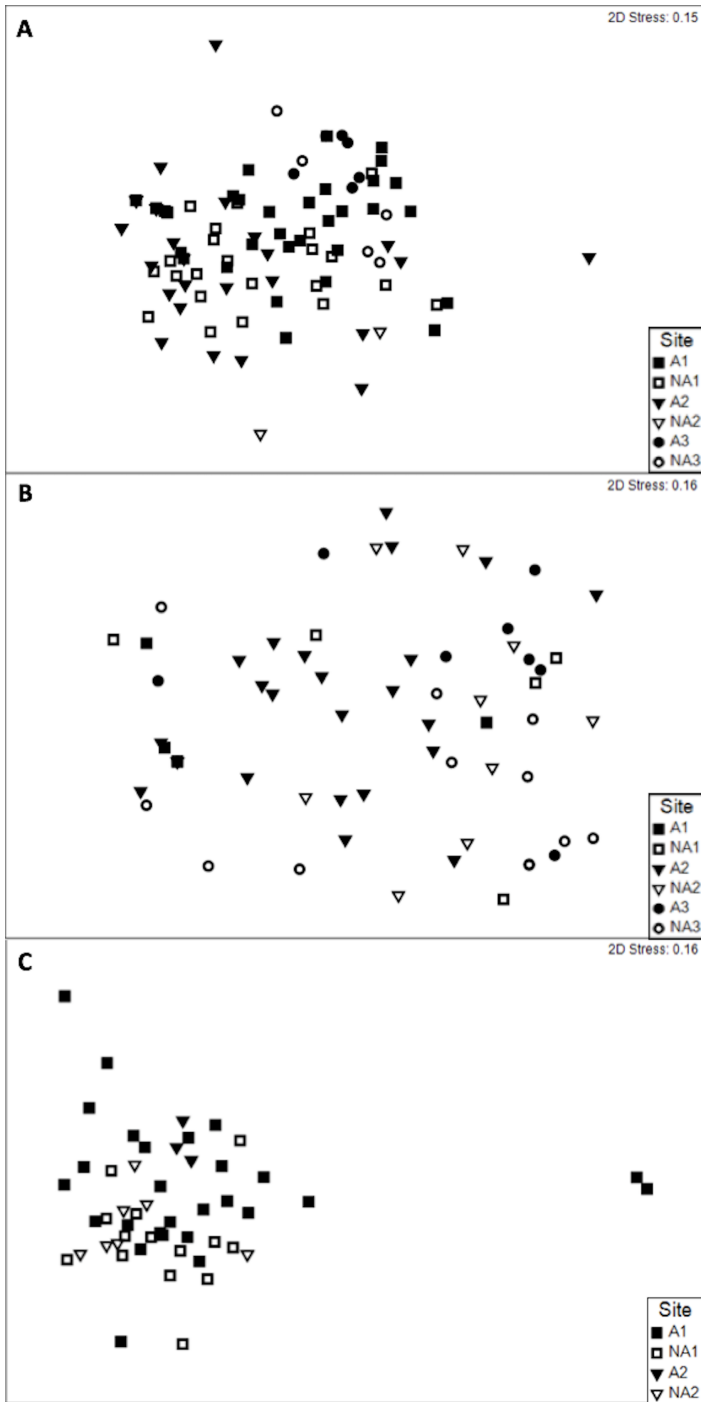 A
2D Stress: 0.15
Site
A1
NA1
A2
NA2
A3
NA3
B
2D Stress: 0.16
Site
A1
NA1
A2
NA2
A3
NA3
C
2D Stress: 0.16
Site
A1
NA1
A2
NA2